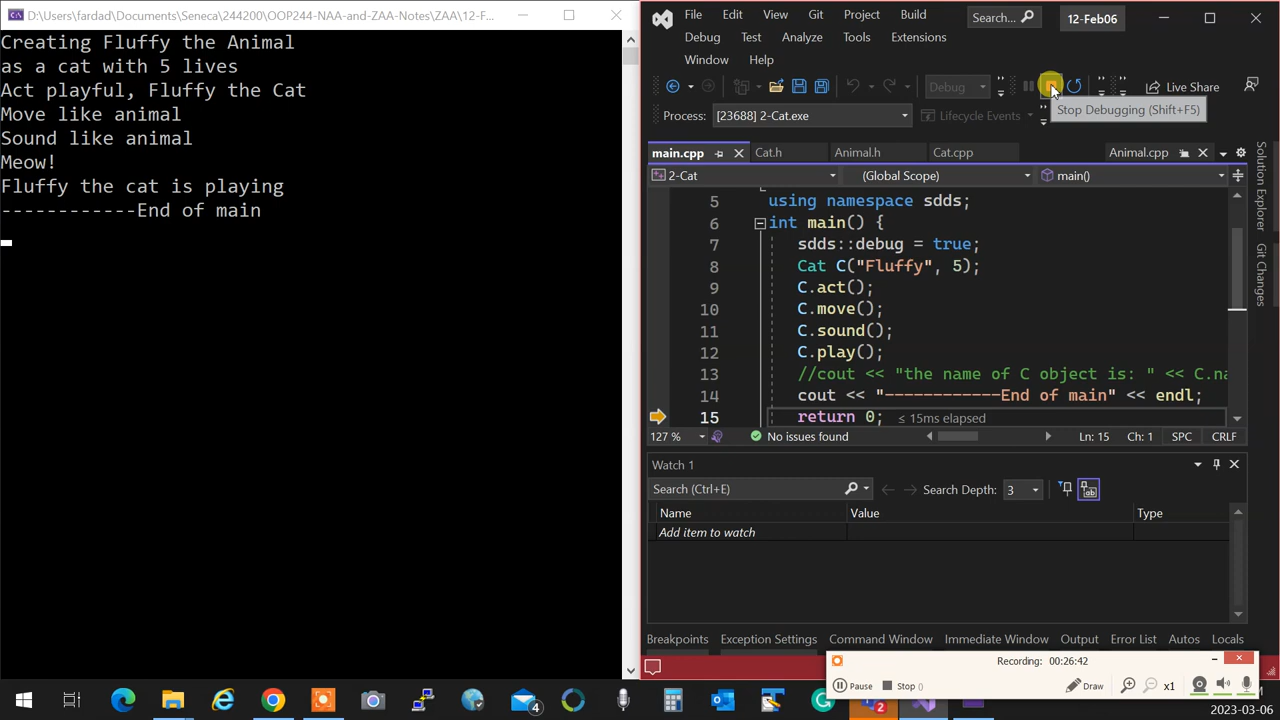 D:\Users\fardad\Documents\Seneca\244200\OOP244-NAA-and-ZAA-Notes\ZAA\12-F...
Creating Fluffy the Animal
as a cat with 5 lives
Act playful, Fluffy the Cat
Move like animal
Sound like animal
Meow!
Fluffy the cat is playing
------------End of main
File Edit View Git Project Build
Search...
12-Feb06
Debug Test Analyze Tools Extensions
Window Help
Debug
Live Share
Stop Debugging (Shift+F5)
Process: [23688] 2-Cat.exe
Lifecycle Events
main.cpp Cat.h Animal.h Cat.cpp Animal.cpp
2-Cat (Global Scope) main()
5 using namespace sdds;
6 int main() {
7 sdds::debug = true;
8 Cat C("Fluffy", 5);
9 C.act();
10 C.move();
11 C.sound();
12 C.play();
13 //cout << "the name of C object is: " << C.na
14 cout << "------------End of main" << endl;
15 return 0; ≤ 15ms elapsed
127 % No issues found Ln: 15 Ch: 1 SPC CRLF
Watch 1
Search (Ctrl+E) Search Depth: 3
Name Value Type
Add item to watch
Breakpoints Exception Settings Command Window Immediate Window Output Error List Autos Locals
Solution Explorer
Git Changes
Recording: 00:26:42
Pause Stop () Draw x1
4
2
2023-03-06